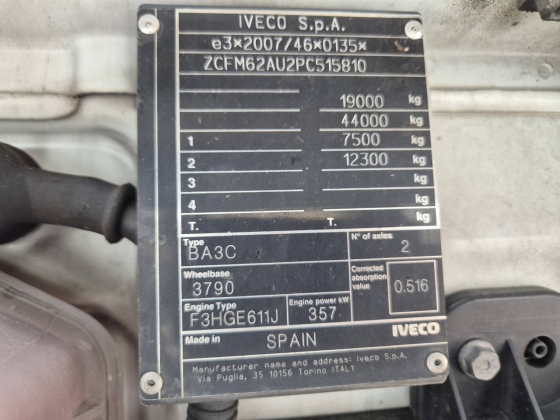 IVECO S.p.A.
e3*2007/46*0135*
ZCFM62AU2PC515810
19000 kg
44000 kg
1 7500 kg
2 12300 kg
3 kg
4 kg
T. T. kg
Type BA3C N° of axles 2
Wheelbase 3790 Corrected absorption value 0.516
Engine Type F3HGE611J Engine power kW 357
Made in SPAIN IVECO
Manufacturer name and address: Iveco S.p.A.
Via Puglia, 35 10156 Torino ITALY